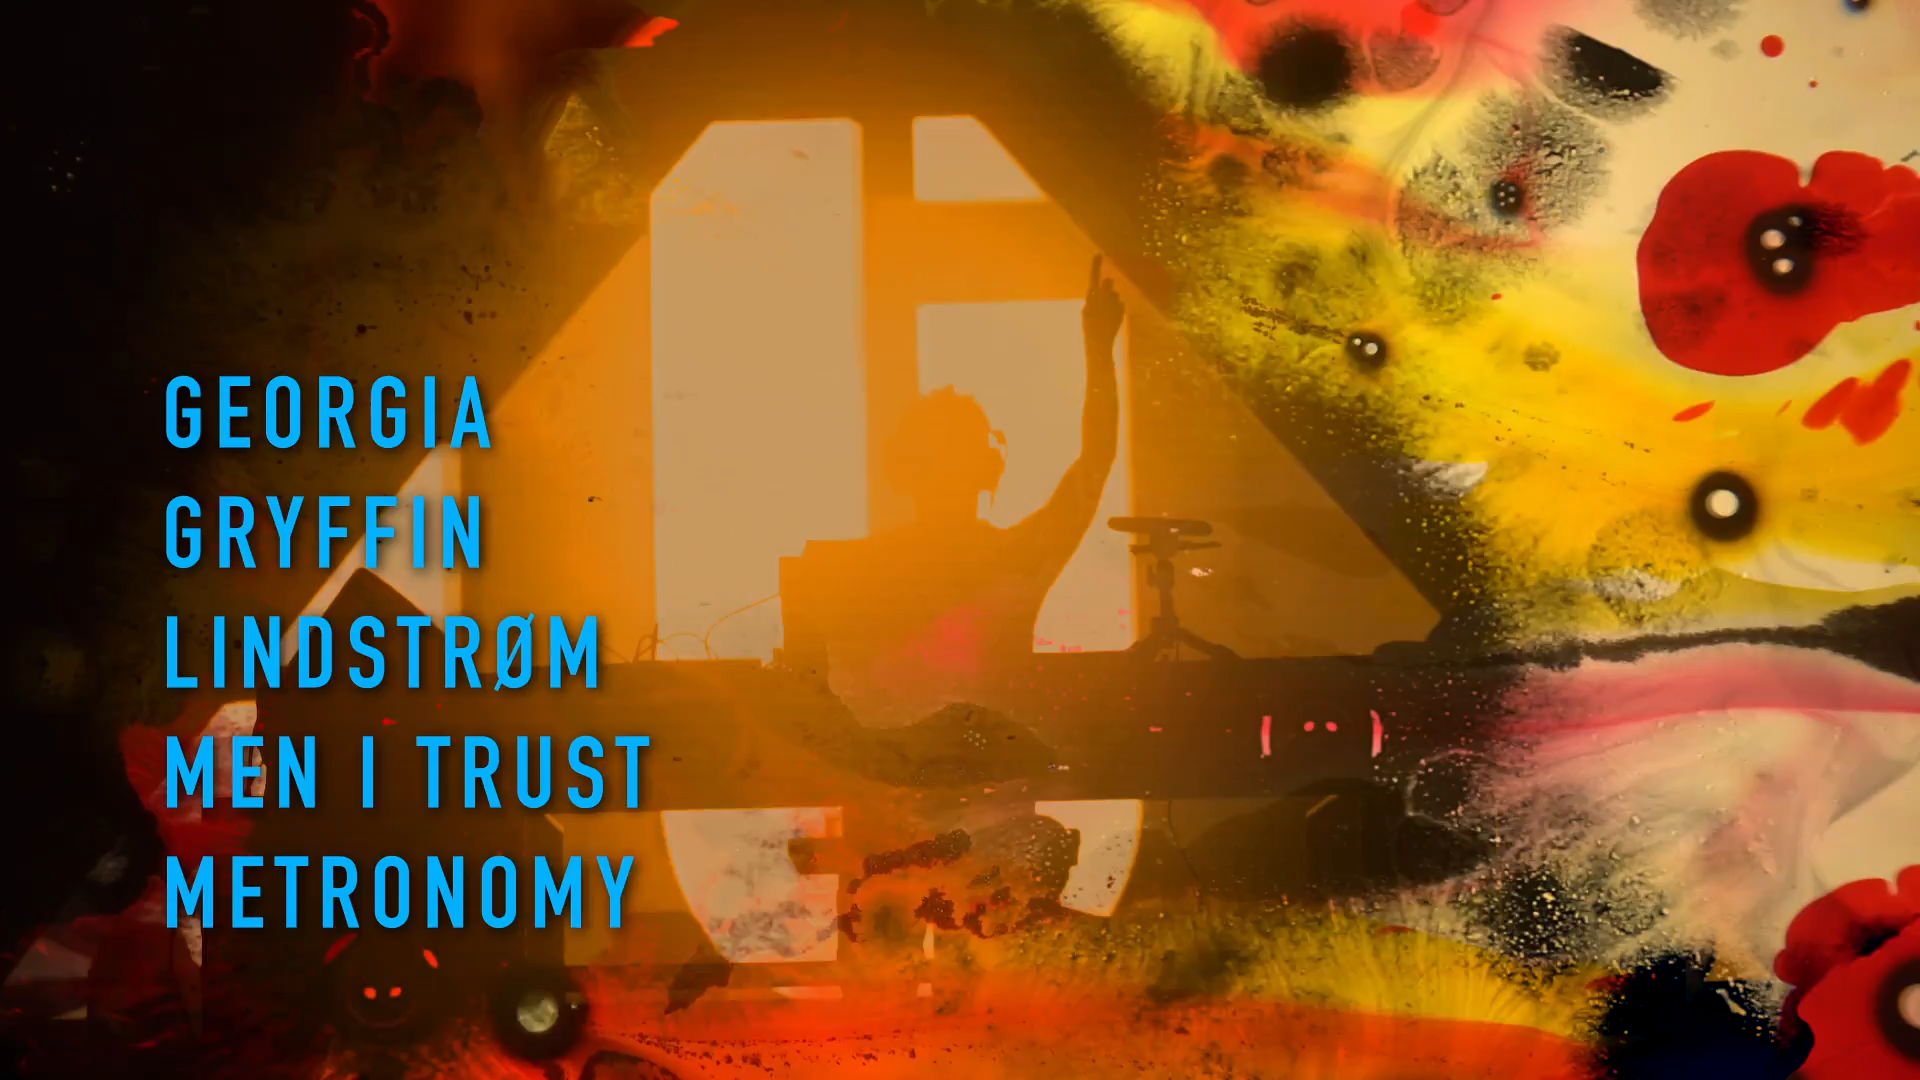 GEORGIA
GRYFFIN
LINDSTRØM
MEN I TRUST
METRONOMY